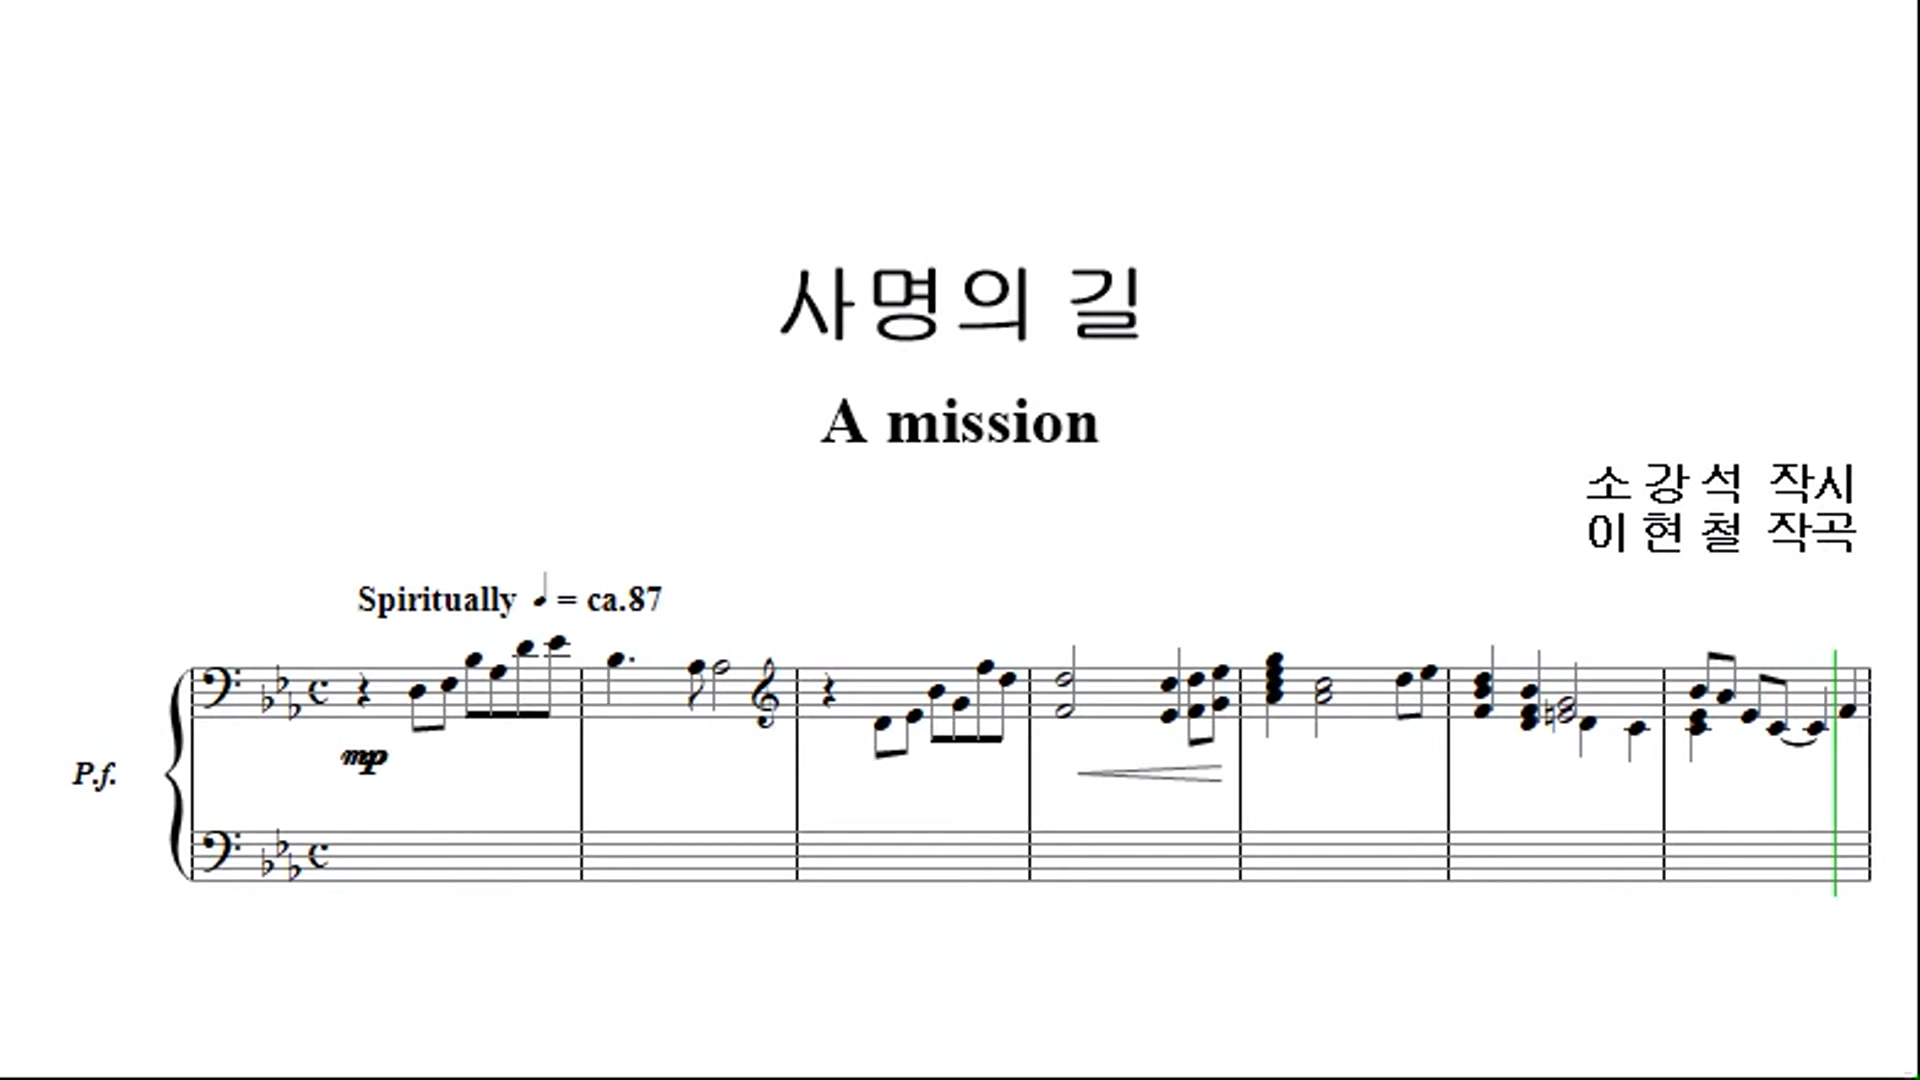 사명의 길
A mission
소 강 석 작시
이 현 철 작곡
Spiritually ♩ = ca.87
mp
P.f.